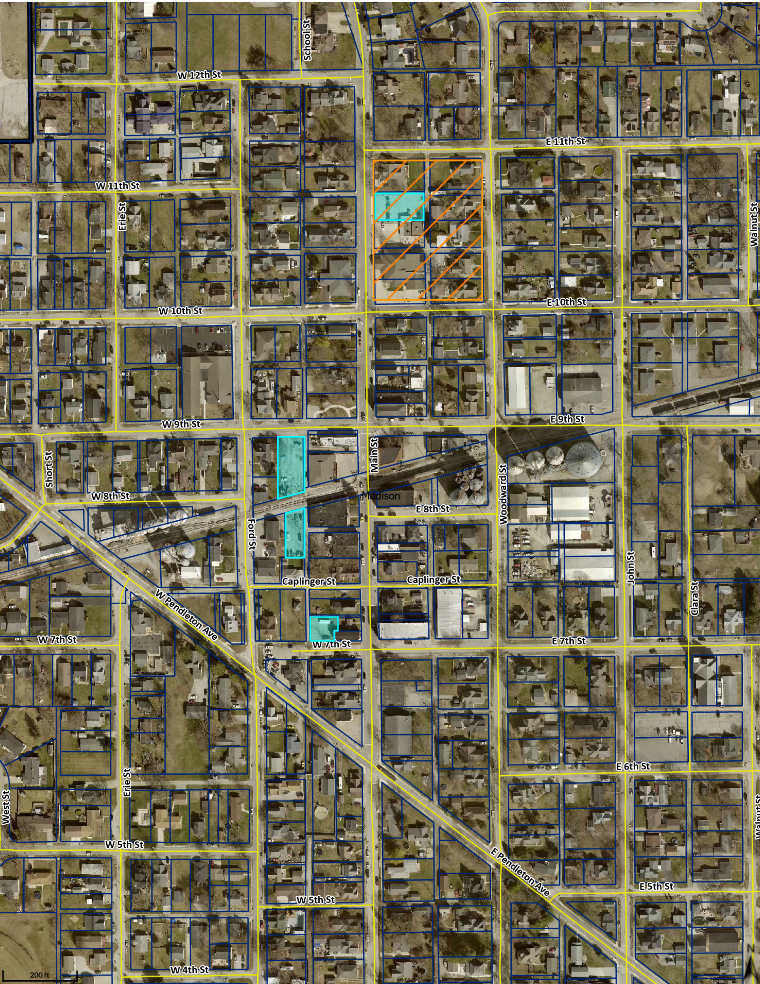 School St
W 12th St
E 11th St
W 11th St
Erie St
Walnut St
E 10th St
W 10th St
E 9th St
W 9th St
Main St
Short St
Woodward St
W 8th St
Madison
E 8th St
Ford St
John St
Caplinger St
Caplinger St
Clara St
W Pendleton Ave
W 7th St
E 7th St
W 7th St
E 6th St
Erie St
West St
Walnut St
W 5th St
E Pendleton Ave
E 5th St
W 5th St
200 ft
W 4th St